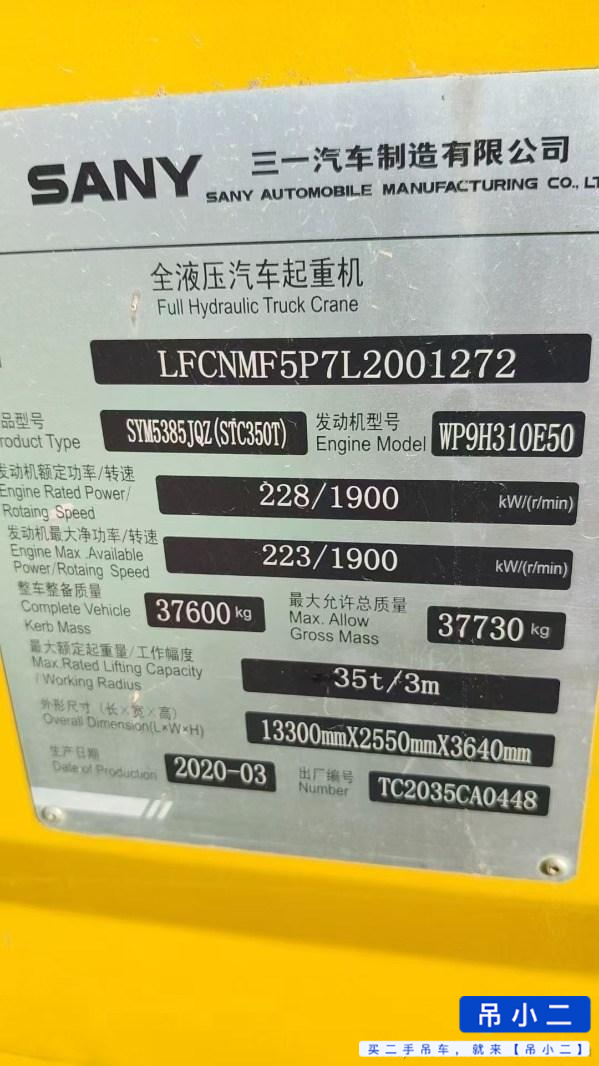 SANY 三一汽车制造有限公司
SANY AUTOMOBILE MANUFACTURING CO., LT
全液压汽车起重机
Full Hydraulic Truck Crane
LFCNMF5P7L2001272
品型号 SYM5385JQZ(STC350T) 发动机型号 WP9H310E50
roduct Type Engine Model
发动机额定功率/转速 228/1900 kW/(r/min)
Engine Rated Power/
Rotaing Speed
发动机最大净功率/转速 223/1900 kW/(r/min)
Engine Max .Available
Power/Rotaing Speed
整车整备质量 37600 kg 最大允许总质量 37730 kg
Complete Vehicle Max. Allow
Kerb Mass Gross Mass
最大额定起重量/工作幅度 35t/3m
Max.Rated Lifting Capacity
/Working Radius
外形尺寸（长×宽×高） 13300mmX2550mmX3640mm
Overall Dimension(L×W×H)
生产日期 2020-03 出厂编号 TC2035CA0448
Date of Production Number
吊小二
买二手吊车，就来【吊小二】